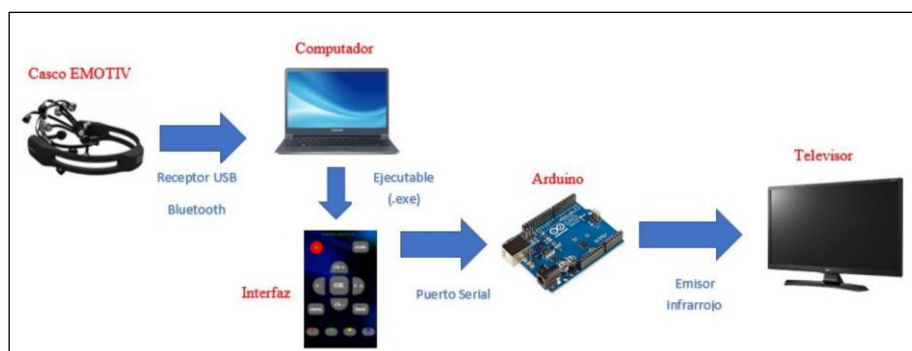 Computador
Casco EMOTIV
Receptor USB
Bluetooth
Ejecutable
(.exe)
Arduino
Televisor
Interfaz
OK
Puerto Serial
Emisor
Infrarrojo